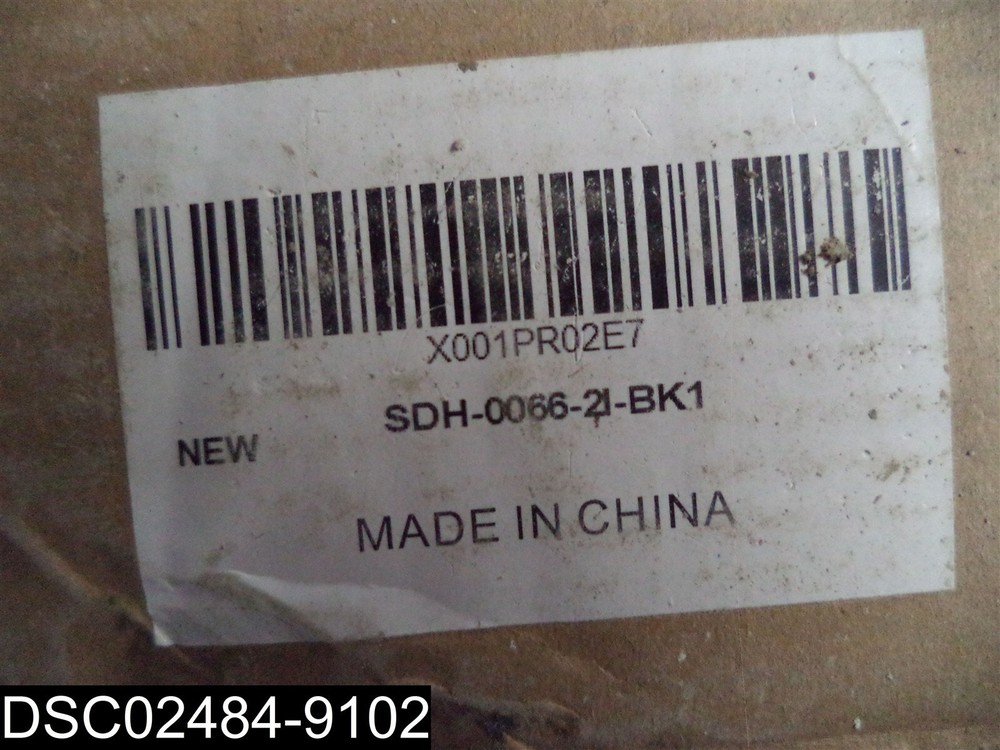 X001PR02E7
SDH-0066-2I-BK1
NEW
MADE IN CHINA
DSC02484-9102